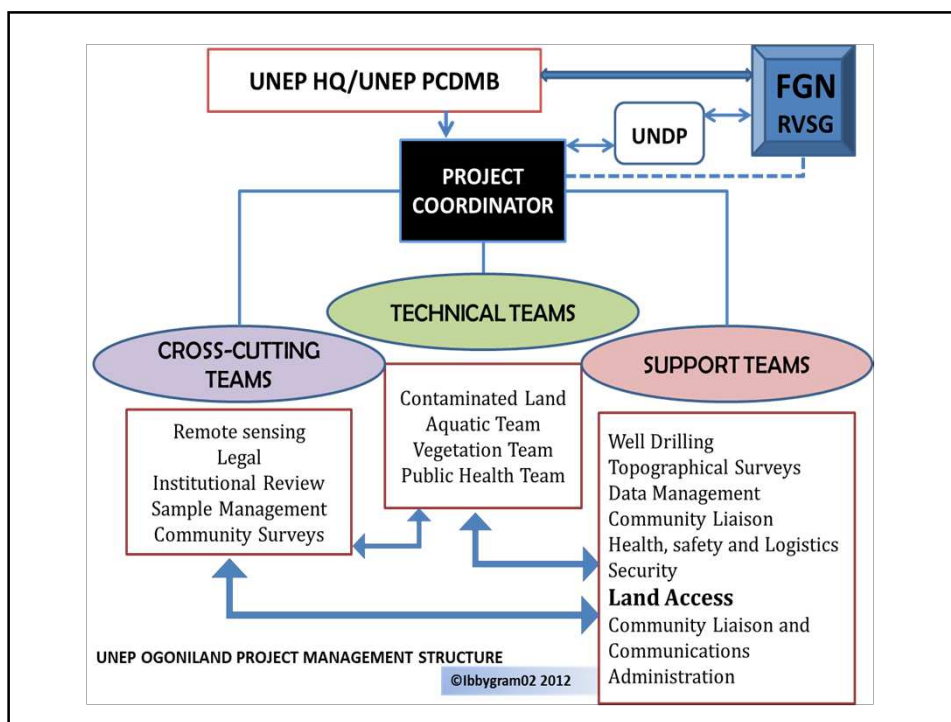 UNEP HQ/UNEP PCDMB
FGN
RVSG
UNDP
PROJECT
COORDINATOR
TECHNICAL TEAMS
CROSS-CUTTING
TEAMS
SUPPORT TEAMS
Remote sensing
Legal
Institutional Review
Sample Management
Community Surveys
Contaminated Land
Aquatic Team
Vegetation Team
Public Health Team
Well Drilling
Topographical Surveys
Data Management
Community Liaison
Health, safety and Logistics
Security
Land Access
Community Liaison and
Communications
Administration
UNEP OGONILAND PROJECT MANAGEMENT STRUCTURE
©Ibbygram02 2012